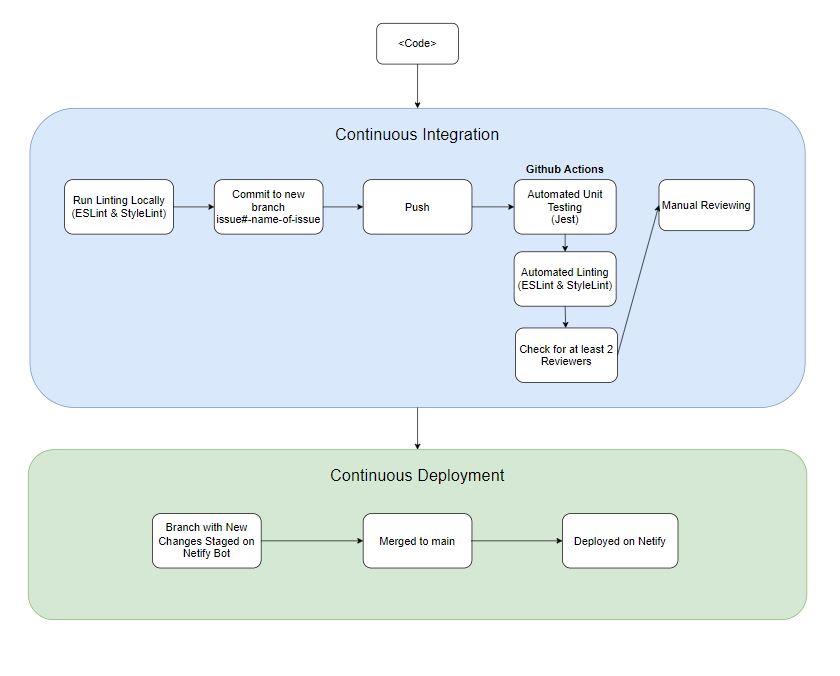 <Code>
Continuous Integration
Github Actions
Run Linting Locally
(ESLint & StyleLint)
Commit to new
branch
issue#-name-of-issue
Push
Automated Unit
Testing
(Jest)
Manual Reviewing
Automated Linting
(ESLint & StyleLint)
Check for at least 2
Reviewers
Continuous Deployment
Branch with New
Changes Staged on
Netify Bot
Merged to main
Deployed on Netify